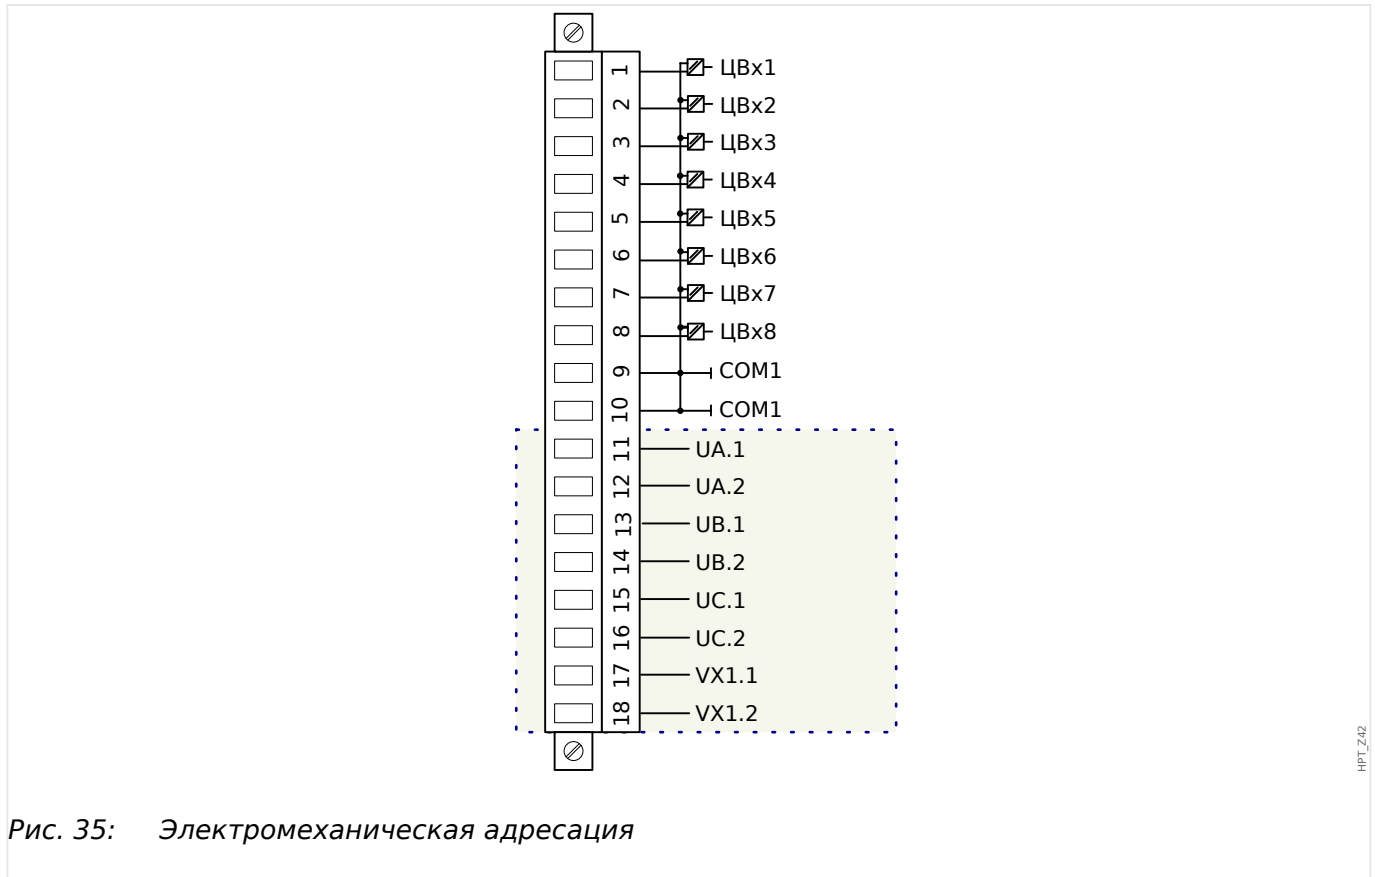 1 ЦВх1
2 ЦВх2
3 ЦВх3
4 ЦВх4
5 ЦВх5
6 ЦВх6
7 ЦВх7
8 ЦВх8
9 COM1
10 COM1
11 UA.1
12 UA.2
13 UB.1
14 UB.2
15 UC.1
16 UC.2
17 VX1.1
18 VX1.2
HPT_Z42
Рис. 35: Электромеханическая адресация